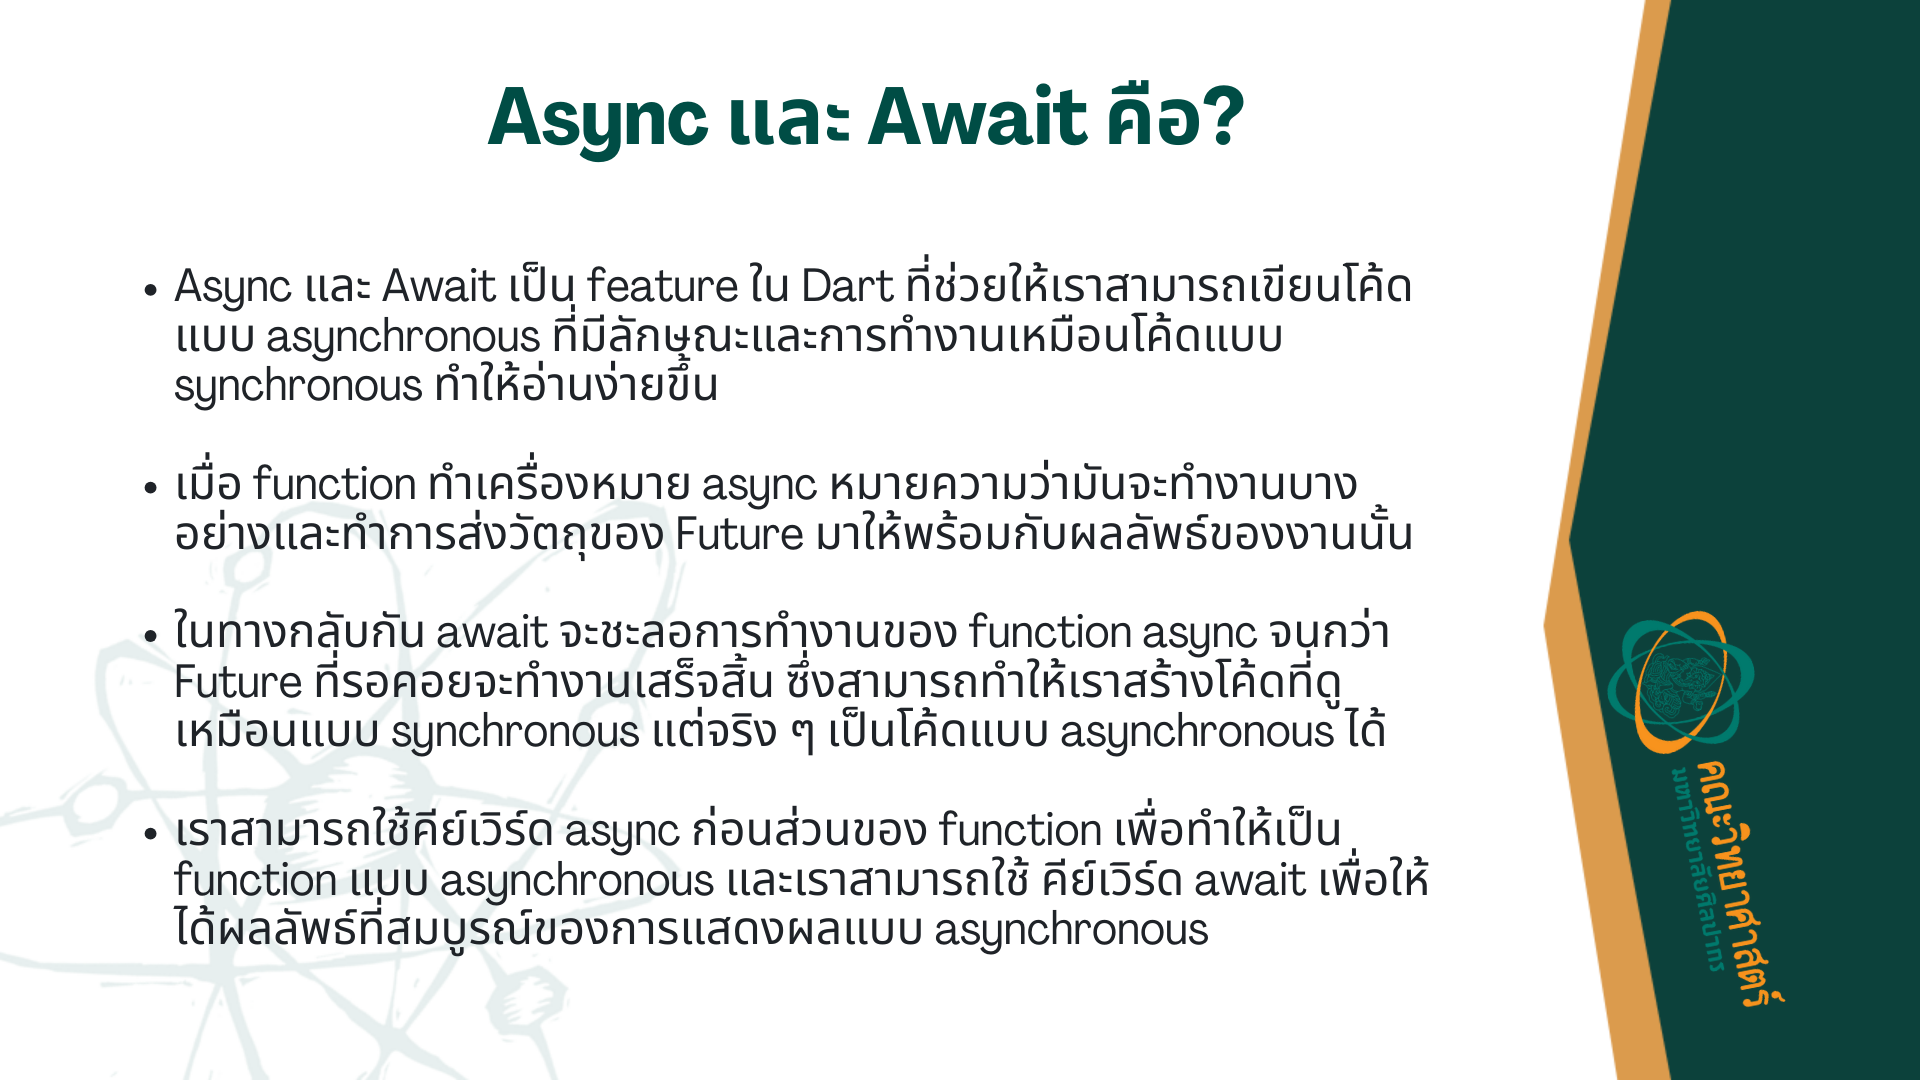 Async และ Await คือ?
• Async และ Await เป็น feature ใน Dart ที่ช่วยให้เราสามารถเขียนโค้ด
แบบ asynchronous ที่มีลักษณะและการทำงานเหมือนโค้ดแบบ
synchronous ทำให้อ่านง่ายขึ้น
• เมื่อ function ทำเครื่องหมาย async หมายความว่ามันจะทำงานบาง
อย่างและทำการส่งวัตถุของ Future มาให้พร้อมกับผลลัพธ์ของงานนั้น
• ในทางกลับกัน await จะชะลอการทำงานของ function async จนกว่า
Future ที่รอคอยจะทำงานเสร็จสิ้น ซึ่งสามารถทำให้เราสร้างโค้ดที่ดู
เหมือนแบบ synchronous แต่จริง ๆ เป็นโค้ดแบบ asynchronous ได้
• เราสามารถใช้คีย์เวิร์ด async ก่อนส่วนของ function เพื่อทำให้เป็น
function แบบ asynchronous และเราสามารถใช้ คีย์เวิร์ด await เพื่อให้
ได้ผลลัพธ์ที่สมบูรณ์ของการแสดงผลแบบ asynchronous
คณะวิทยาศาสตร์
มหาวิทยาลัยศิลปากร